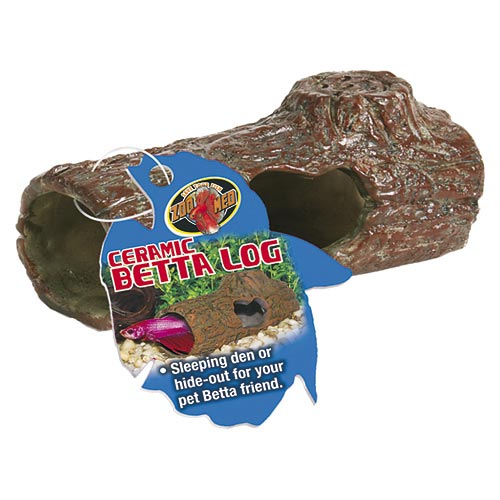 ZOO MED
CERAMIC
BETTA LOG
• Sleeping den or
hide-out for your
pet Betta friend.